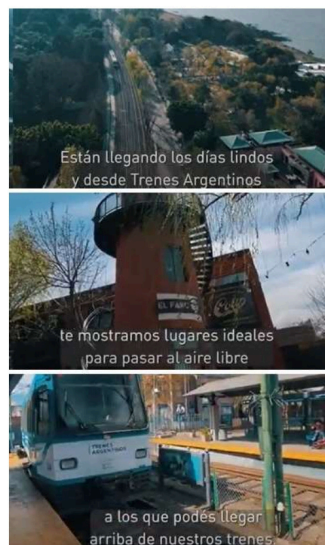 Están llegando los días lindos
y desde Trenes Argentinos
EL FARO
te mostramos lugares ideales
para pasar al aire libre
TRENES
ARGENTINOS
a los que podés llegar
arriba de nuestros trenes